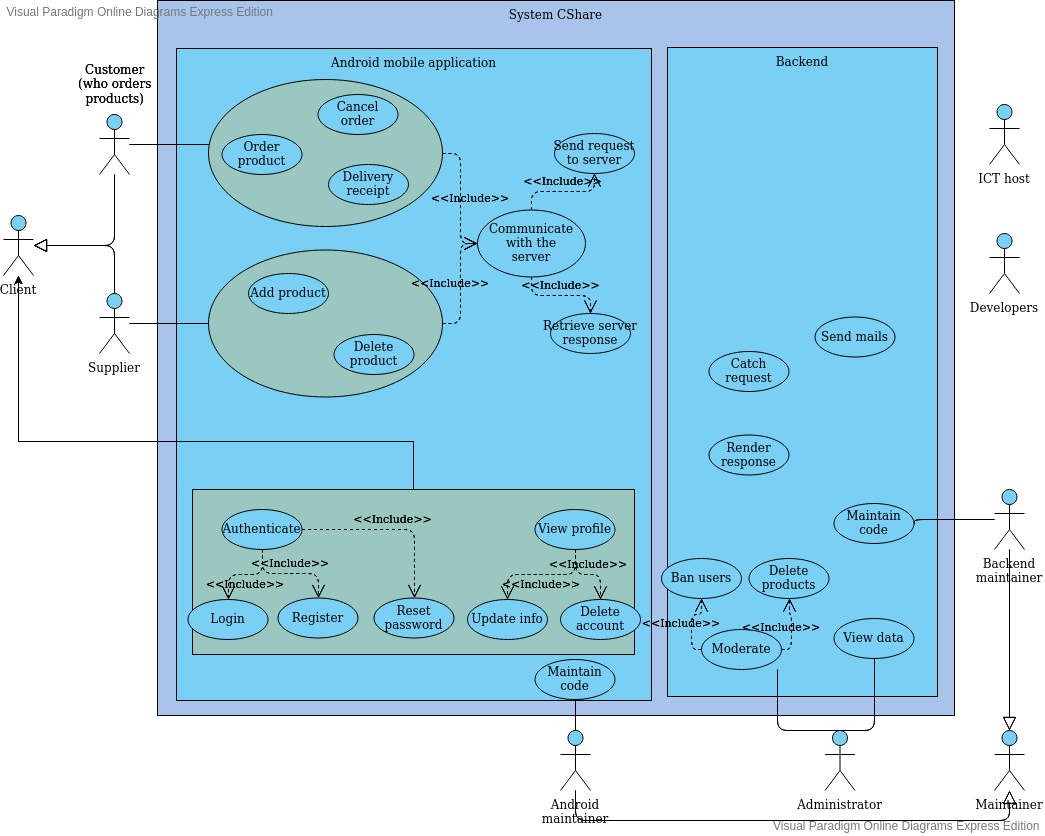 Visual Paradigm Online Diagrams Express Edition
System CShare
Android mobile application
Backend
Customer
(who orders
products)
Cancel
order
Order
product
Delivery
receipt
Send request
to server
<<Include>>
<<Include>>
Communicate
with the
server
ICT host
Client
Add product
<<Include>>
<<Include>>
Developers
Supplier
Delete
product
Retrieve server
response
Send mails
Catch
request
Render
response
Authenticate
<<Include>>
View profile
Maintain
code
<<Include>>
<<Include>>
<<Include>>
<<Include>>
Login
Register
Reset
password
Update info
Delete
account
Ban users
Delete
products
Backend
maintainer
<<Include>>
<<Include>>
Moderate
View data
Maintain
code
Android
maintainer
Administrator
Maintainer
Visual Paradigm Online Diagrams Express Edition